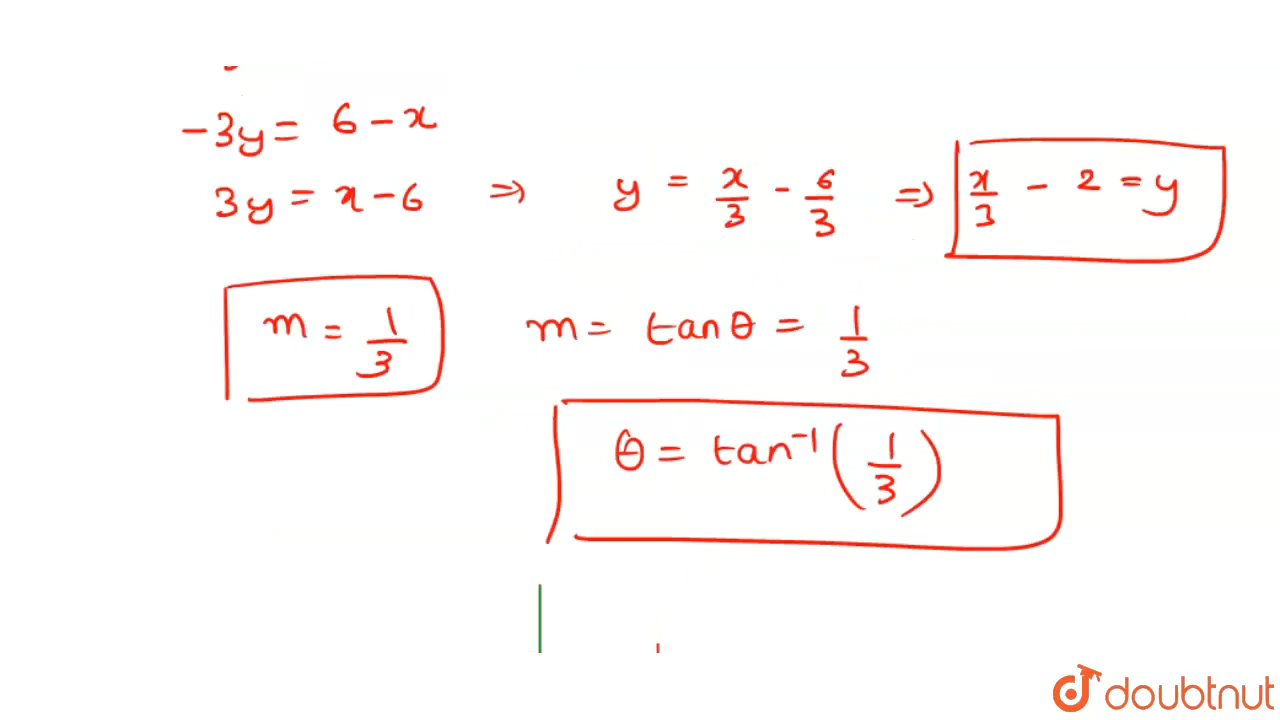 -3y = 6 - x
3y = x - 6 ⇒ y = x/3 - 6/3 ⇒ x/3 - 2 = y
m = 1/3 m = tanθ = 1/3
θ = tan⁻¹(1/3)
doubtnut